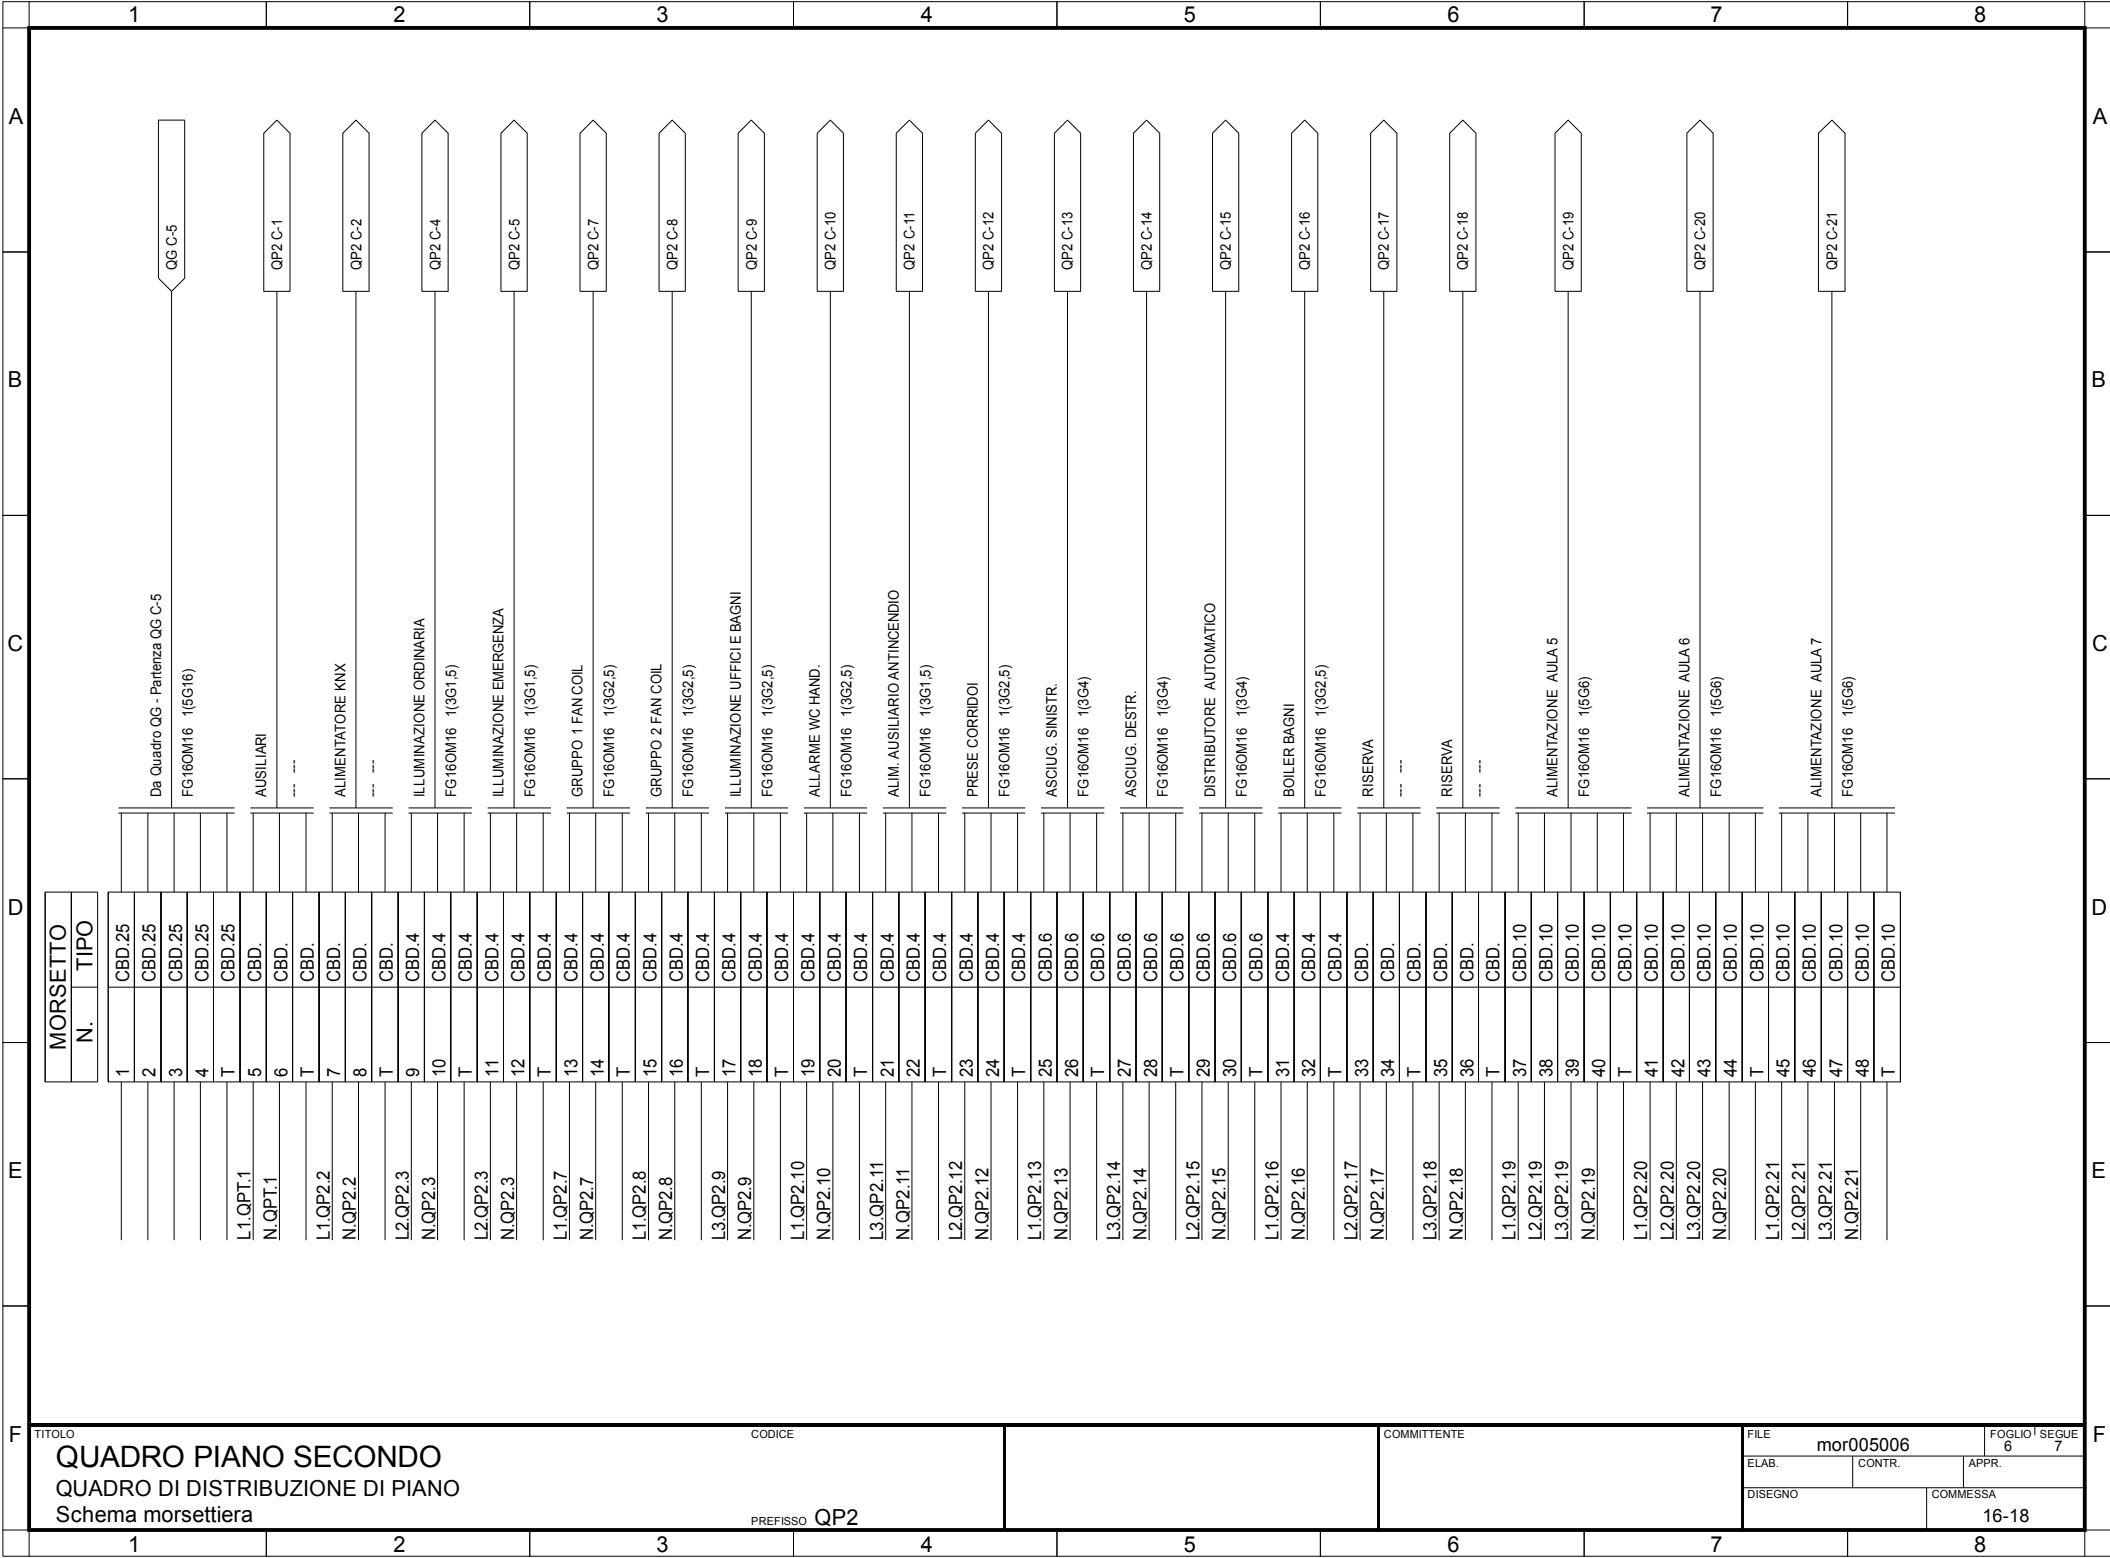 1 2 3 4 5 6 7 8
A A
QG C-5
QP2 C-1
QP2 C-2
QP2 C-4
QP2 C-5
QP2 C-7
QP2 C-8
QP2 C-9
QP2 C-10
QP2 C-11
QP2 C-12
QP2 C-13
QP2 C-14
QP2 C-15
QP2 C-16
QP2 C-17
QP2 C-18
QP2 C-19
QP2 C-20
QP2 C-21
B B
C C
Da Quadro QG - Partenza QG C-5
FG16OM16 1(5G16)
AUSILIARI
--- ---
ALIMENTATORE KNX
--- ---
ILLUMINAZIONE ORDINARIA
FG16OM16 1(3G1,5)
ILLUMINAZIONE EMERGENZA
FG16OM16 1(3G1,5)
GRUPPO 1 FAN COIL
FG16OM16 1(3G2,5)
GRUPPO 2 FAN COIL
FG16OM16 1(3G2,5)
ILLUMINAZIONE UFFICI E BAGNI
FG16OM16 1(3G2,5)
ALLARME WC HAND.
FG16OM16 1(3G2,5)
ALIM. AUSILIARIO ANTINCENDIO
FG16OM16 1(3G1,5)
PRESE CORRIDOI
FG16OM16 1(3G2,5)
ASCIUG. SINISTR.
FG16OM16 1(3G4)
ASCIUG. DESTR.
FG16OM16 1(3G4)
DISTRIBUTORE AUTOMATICO
FG16OM16 1(3G4)
BOILER BAGNI
FG16OM16 1(3G2,5)
RISERVA
--- ---
RISERVA
--- ---
ALIMENTAZIONE AULA 5
FG16OM16 1(5G6)
ALIMENTAZIONE AULA 6
FG16OM16 1(5G6)
ALIMENTAZIONE AULA 7
FG16OM16 1(5G6)
D D
MORSETTO
N. TIPO
1 CBD.25
2 CBD.25
3 CBD.25
4 CBD.25
T CBD.25
5 CBD.
6 CBD.
T CBD.
7 CBD.
8 CBD.
T CBD.
9 CBD.4
10 CBD.4
T CBD.4
11 CBD.4
12 CBD.4
T CBD.4
13 CBD.4
14 CBD.4
T CBD.4
15 CBD.4
16 CBD.4
T CBD.4
17 CBD.4
18 CBD.4
T CBD.4
19 CBD.4
20 CBD.4
T CBD.4
21 CBD.4
22 CBD.4
T CBD.4
23 CBD.4
24 CBD.4
T CBD.4
25 CBD.6
26 CBD.6
T CBD.6
27 CBD.6
28 CBD.6
T CBD.6
29 CBD.6
30 CBD.6
T CBD.6
31 CBD.4
32 CBD.4
T CBD.4
33 CBD.
34 CBD.
T CBD.
35 CBD.
36 CBD.
T CBD.
37 CBD.10
38 CBD.10
39 CBD.10
40 CBD.10
T CBD.10
41 CBD.10
42 CBD.10
43 CBD.10
44 CBD.10
T CBD.10
45 CBD.10
46 CBD.10
47 CBD.10
48 CBD.10
T CBD.10
E E
L1.QPT.1
N.QPT.1
L1.QP2.2
N.QP2.2
L2.QP2.3
N.QP2.3
L2.QP2.3
N.QP2.3
L1.QP2.7
N.QP2.7
L1.QP2.8
N.QP2.8
L3.QP2.9
N.QP2.9
L1.QP2.10
N.QP2.10
L3.QP2.11
N.QP2.11
L2.QP2.12
N.QP2.12
L1.QP2.13
N.QP2.13
L3.QP2.14
N.QP2.14
L2.QP2.15
N.QP2.15
L1.QP2.16
N.QP2.16
L2.QP2.17
N.QP2.17
L3.QP2.18
N.QP2.18
L1.QP2.19
L2.QP2.19
L3.QP2.19
N.QP2.19
L1.QP2.20
L2.QP2.20
L3.QP2.20
N.QP2.20
L1.QP2.21
L2.QP2.21
L3.QP2.21
N.QP2.21
F F
TITOLO
QUADRO PIANO SECONDO
QUADRO DI DISTRIBUZIONE DI PIANO
Schema morsettiera
CODICE
PREFISSO QP2
COMMITTENTE
FILE
mor005006
FOGLIO SEGUE
6 7
ELAB. CONTR. APPR.
DISEGNO COMMESSA
16-18
1 2 3 4 5 6 7 8